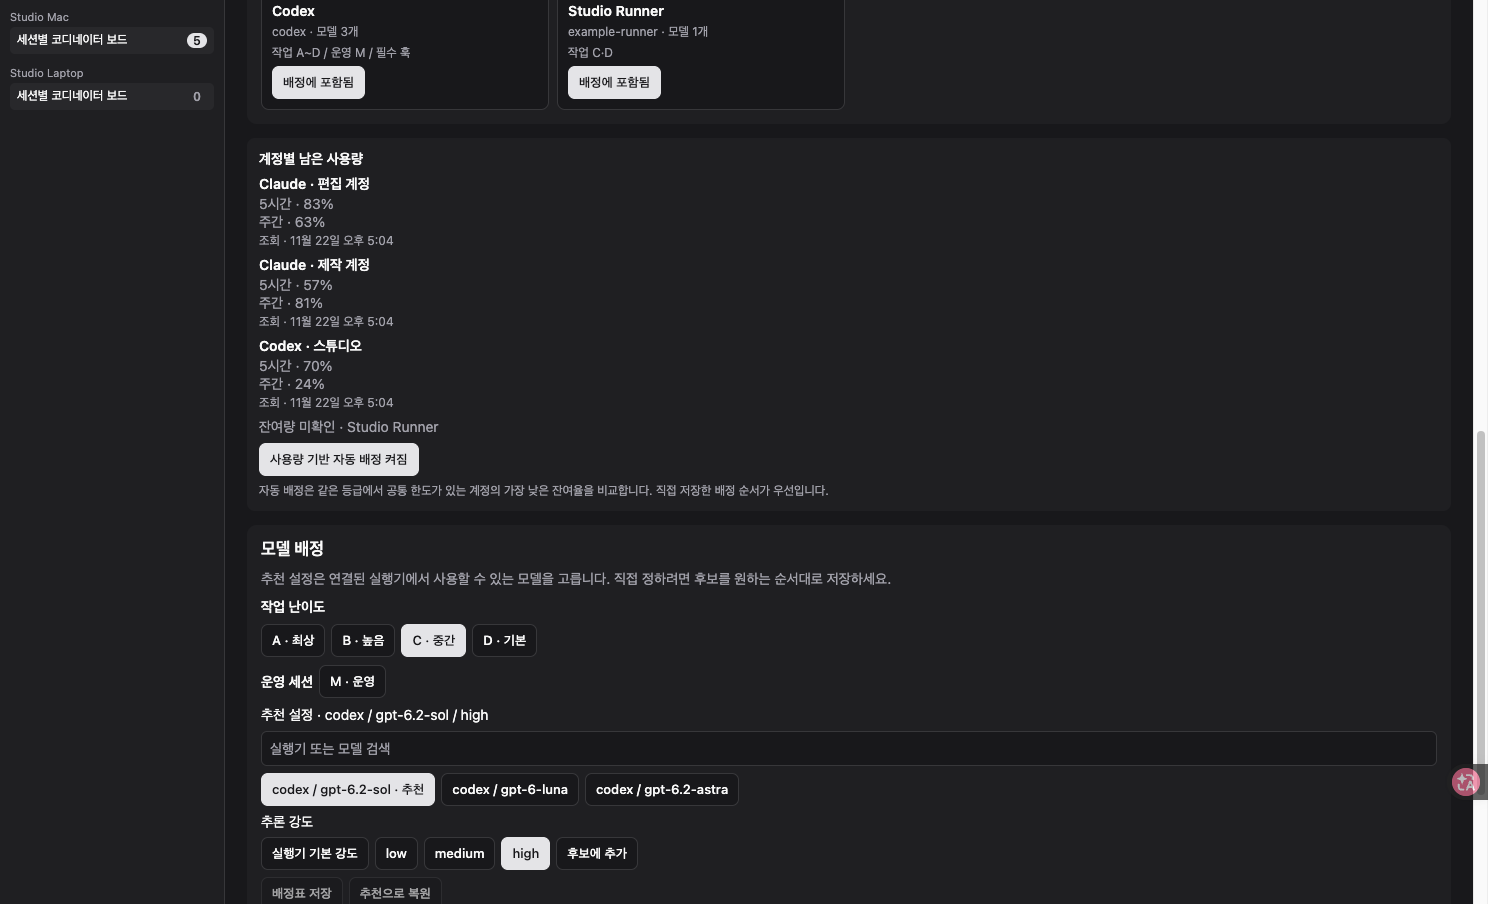 Studio Mac
세션별 코디네이터 보드 5
Studio Laptop
세션별 코디네이터 보드 0
Codex
codex · 모델 3개
작업 A~D / 운영 M / 필수 훅
배정에 포함됨
Studio Runner
example-runner · 모델 1개
작업 C·D
배정에 포함됨
계정별 남은 사용량
Claude · 편집 계정
5시간 · 83%
주간 · 63%
조회 · 11월 22일 오후 5:04
Claude · 제작 계정
5시간 · 57%
주간 · 81%
조회 · 11월 22일 오후 5:04
Codex · 스튜디오
5시간 · 70%
주간 · 24%
조회 · 11월 22일 오후 5:04
잔여량 미확인 · Studio Runner
사용량 기반 자동 배정 켜짐
자동 배정은 같은 등급에서 공통 한도가 있는 계정의 가장 낮은 잔여율을 비교합니다. 직접 저장한 배정 순서가 우선입니다.
모델 배정
추천 설정은 연결된 실행기에서 사용할 수 있는 모델을 고릅니다. 직접 정하려면 후보를 원하는 순서대로 저장하세요.
작업 난이도
A · 최상 B · 높음 C · 중간 D · 기본
운영 세션 M · 운영
추천 설정 · codex / gpt-6.2-sol / high
실행기 또는 모델 검색
codex / gpt-6.2-sol · 추천 codex / gpt-6-luna codex / gpt-6.2-astra
추론 강도
실행기 기본 강도 low medium high 후보에 추가
배정표 저장 추천으로 복원